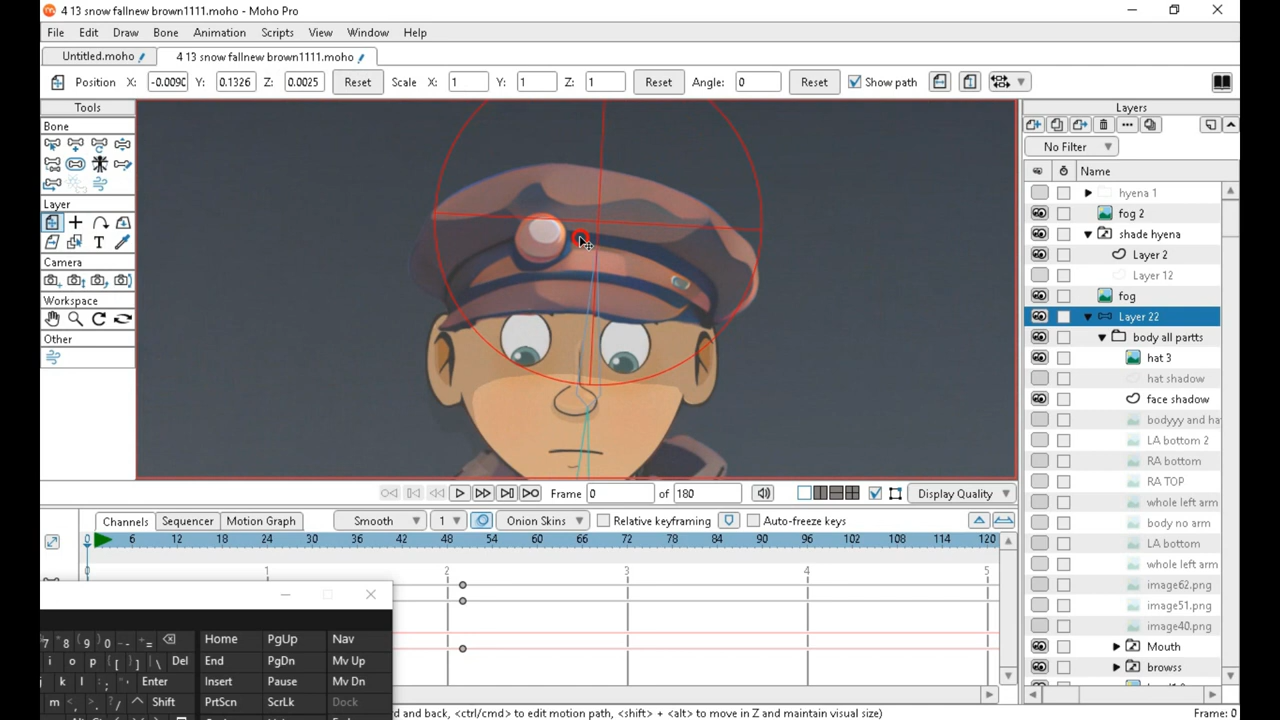 4 13 snow fallnew brown1111.moho - Moho Pro
File Edit Draw Bone Animation Scripts View Window Help
Untitled.moho 4 13 snow fallnew brown1111.moho
Position X: -0.0090 Y: 0.1326 Z: 0.0025 Reset Scale X: 1 Y: 1 Z: 1 Reset Angle: 0 Reset Show path
Tools
Bone
Layer
Camera
Workspace
Other
Layers
No Filter
Name
hyena 1
fog 2
shade hyena
Layer 2
Layer 12
fog
Layer 22
body all partts
hat 3
hat shadow
face shadow
bodyyy and ha
LA bottom 2
RA bottom
RA TOP
whole left arm
body no arm
LA bottom
whole left arm
image62.png
image51.png
image40.png
Mouth
browss
Frame 0 of 180 Display Quality
Channels Sequencer Motion Graph Smooth 1 Onion Skins Relative keyframing Auto-freeze keys
0 6 12 18 24 30 36 42 48 54 60 66 72 78 84 90 96 102 108 114 120
0 1 2 3 4 5
7 8 9 0 - = Home PgUp Nav
i o p [ ] \ Del End PgDn Mv Up
k l ; ' Enter Insert Pause Mv Dn
m , . / Shift PrtScn ScrLk Dock
d and back, <ctrl/cmd> to edit motion path, <shift> + <alt> to move in Z and maintain visual size) Frame: 0